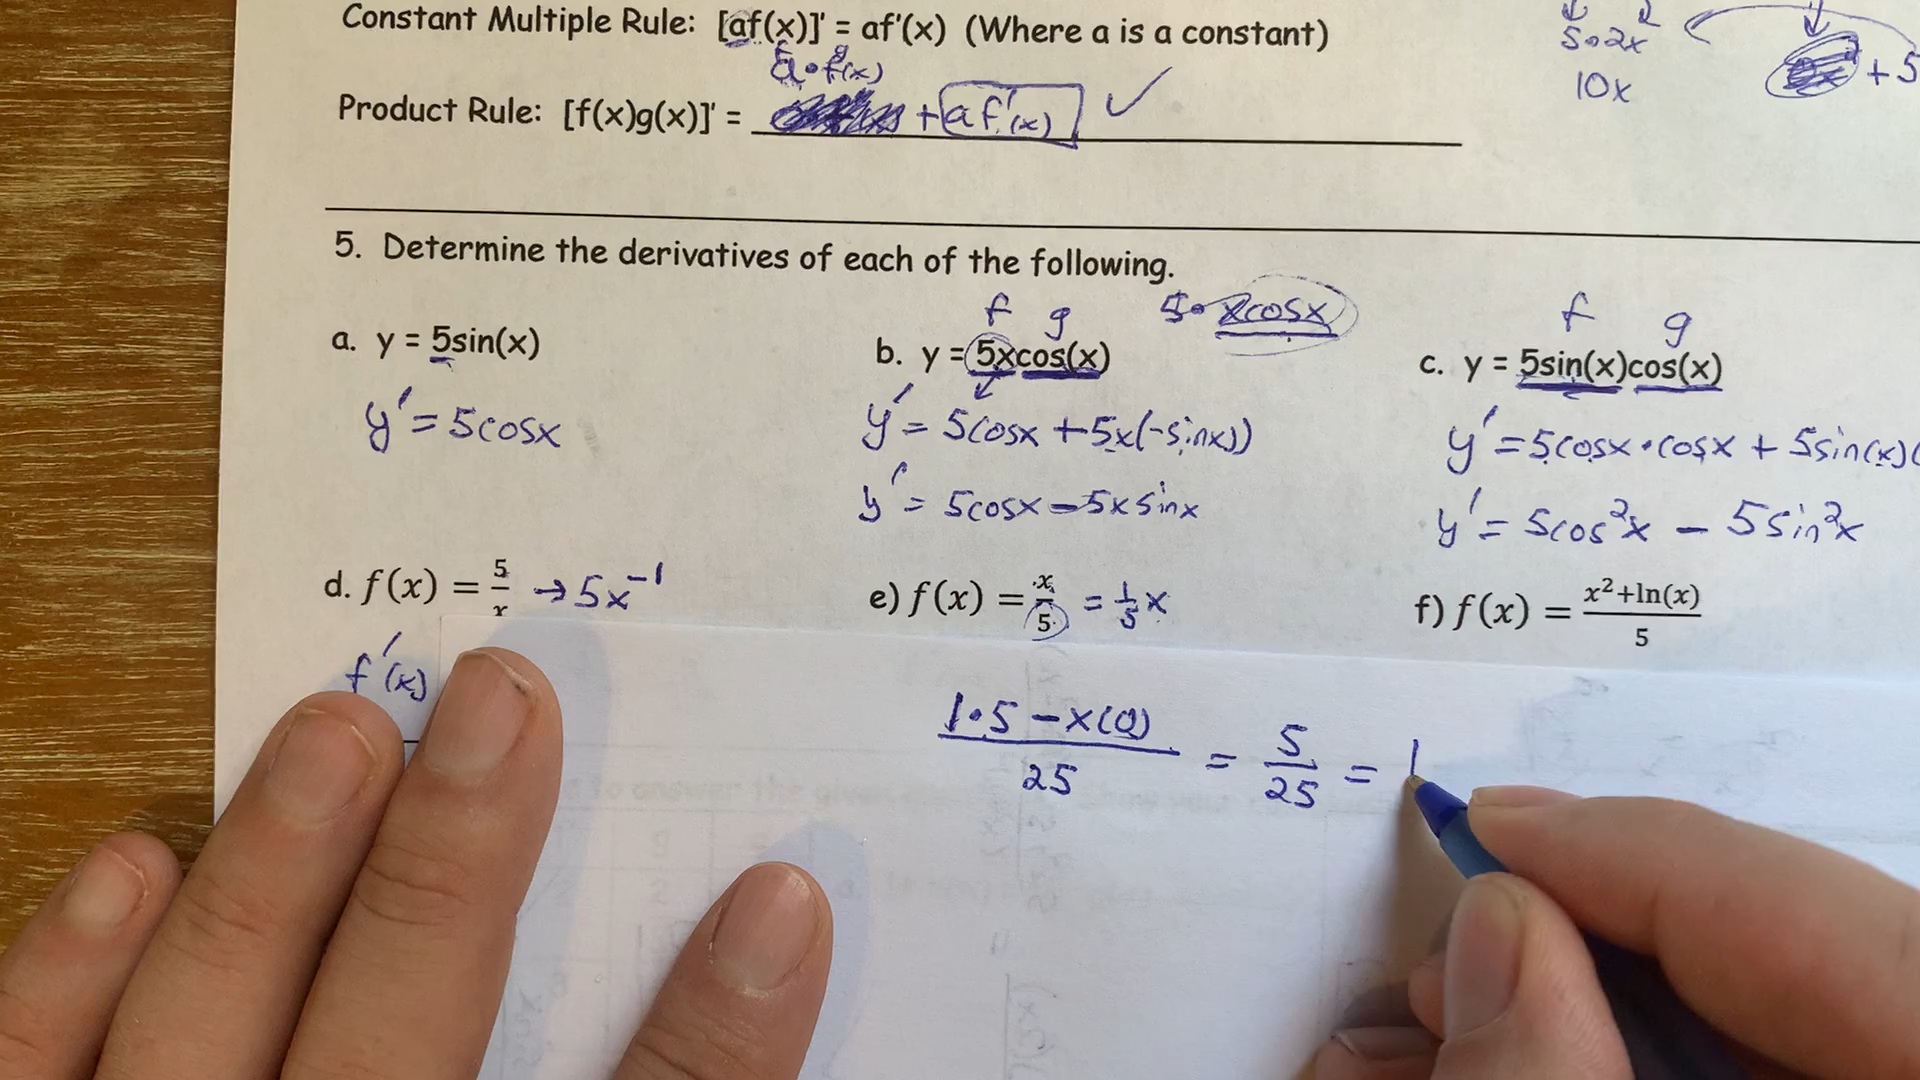 Constant Multiple Rule: [af(x)]' = af'(x) (Where a is a constant)
5•2x
10x
a•f(x)
Product Rule: [f(x)g(x)]' = + af'(x) ✓
+ 5
5. Determine the derivatives of each of the following.
a. y = 5sin(x)
y' = 5cosx
f g
5•xcosx
b. y = 5xcos(x)
y' = 5cosx + 5x(-sinx))
y' = 5cosx - 5xsinx
f g
c. y = 5sin(x)cos(x)
y' = 5cosx•cosx + 5sin(x)(
y' = 5cos²x - 5sin²x
d. f(x) = 5/x → 5x⁻¹
f'(x)
e) f(x) = x/5 = 1/5 x
f) f(x) = x²+ln(x)/5
1•5 - x(0)/25 = 5/25 = 1